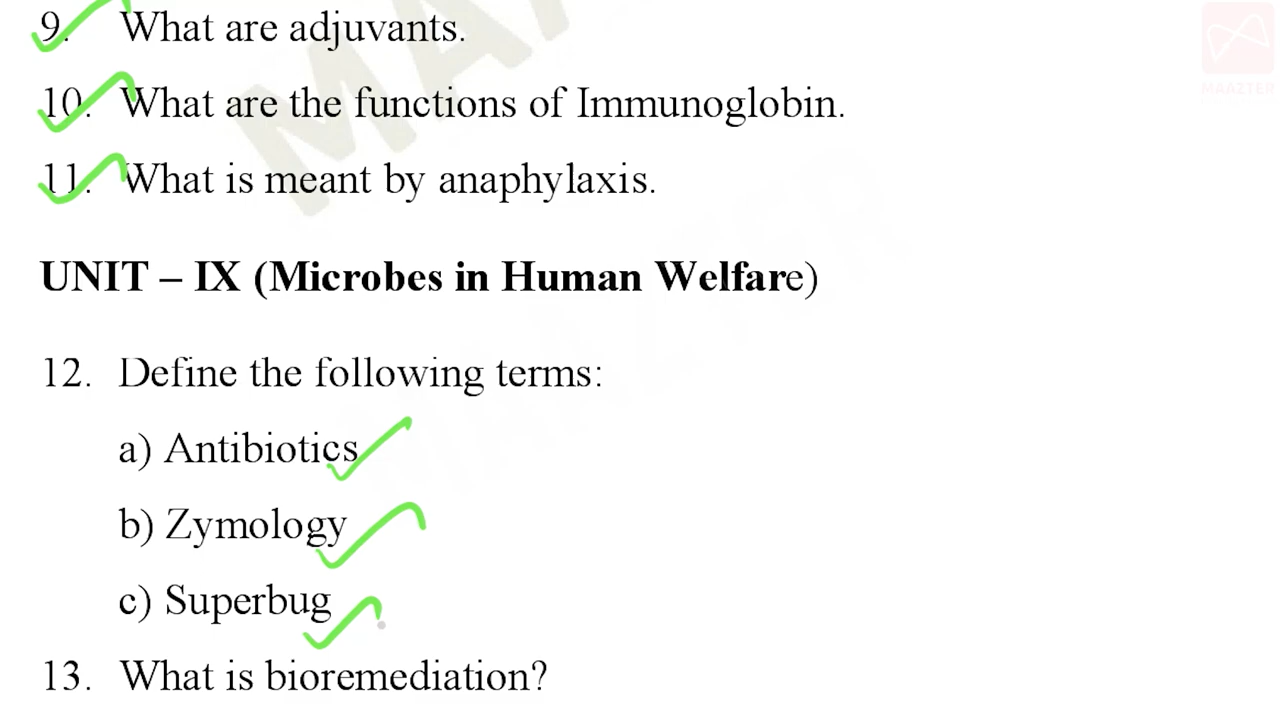 9. What are adjuvants.
MAAZTER
10. What are the functions of Immunoglobin.
11. What is meant by anaphylaxis.
UNIT – IX (Microbes in Human Welfare)
12. Define the following terms:
a) Antibiotics
b) Zymology
c) Superbug
13. What is bioremediation?